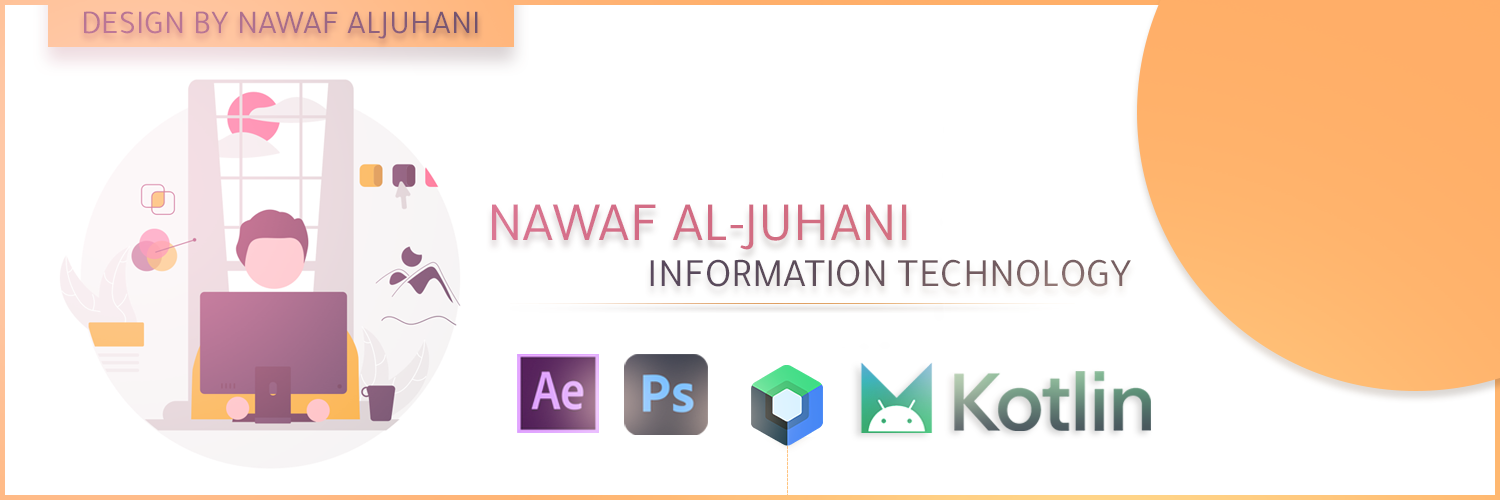 DESIGN BY NAWAF ALJUHANI
NAWAF AL-JUHANI
INFORMATION TECHNOLOGY
Ae Ps Kotlin